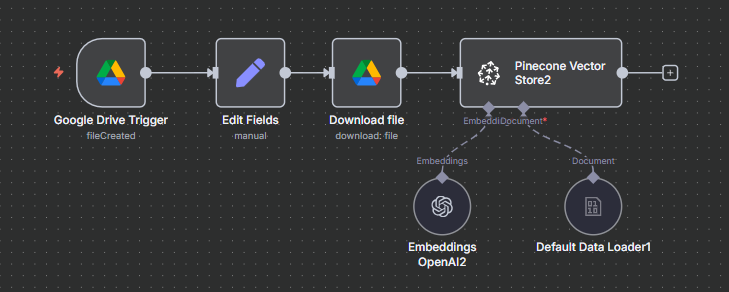 Pinecone Vector
Store2
Google Drive Trigger
fileCreated
Edit Fields
manual
Download file
download: file
EmbeddiDocument*
Embeddings
Document
Embeddings
OpenAI2
Default Data Loader1